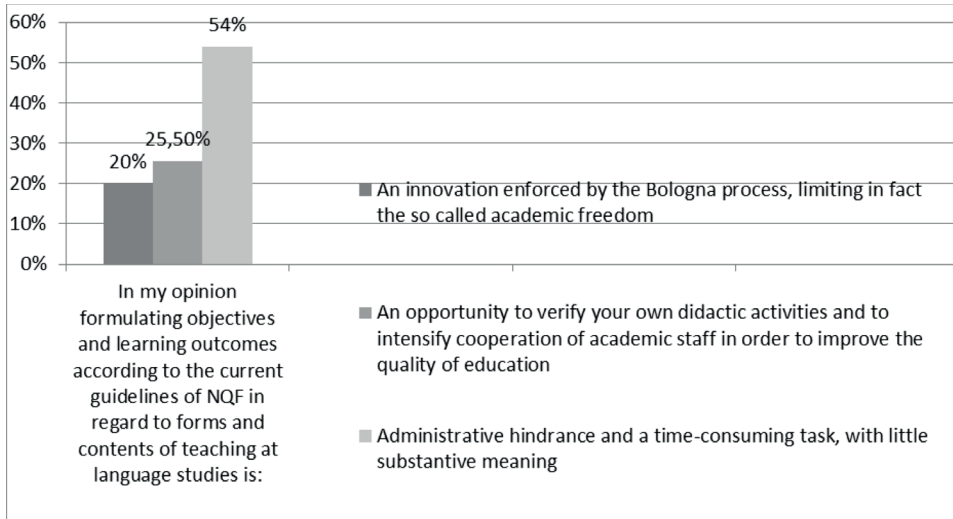 60%
54%
50%
40%
30%
25,50%
20%
20%
10%
0%
An innovation enforced by the Bologna process, limiting in fact
the so called academic freedom
In my opinion
formulating objectives
and learning outcomes
according to the current
guidelines of NQF in
regard to forms and
contents of teaching at
language studies is:
An opportunity to verify your own didactic activities and to
intensify cooperation of academic staff in order to improve the
quality of education
Administrative hindrance and a time-consuming task, with little
substantive meaning